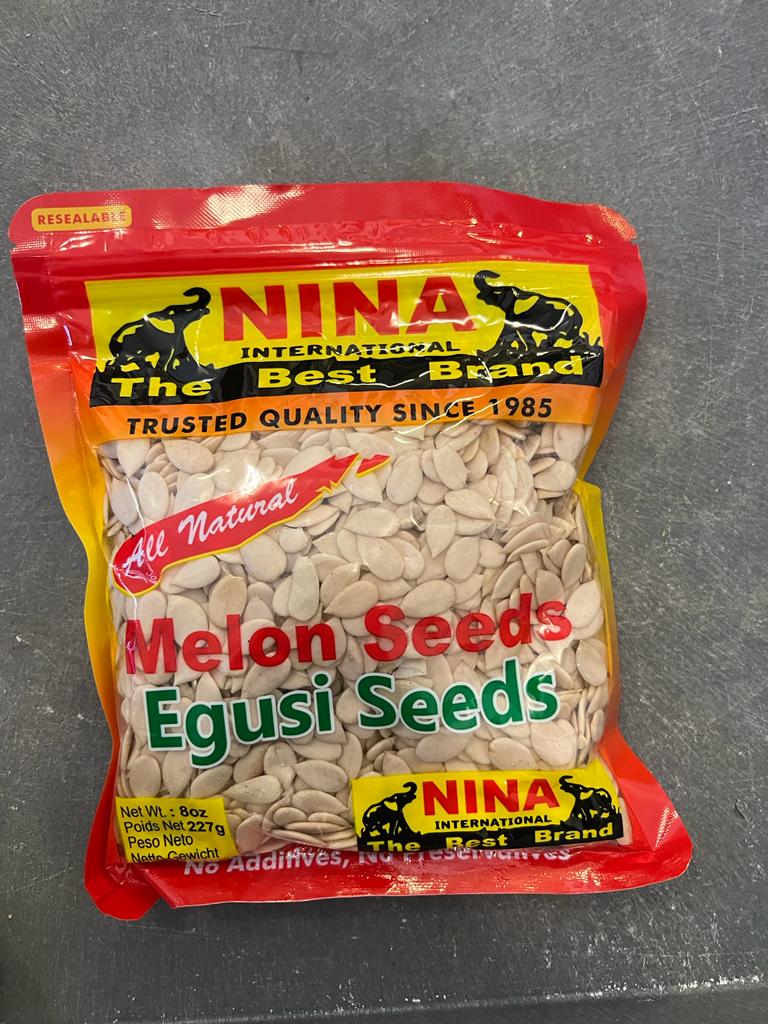 RESEALABLE
NINA
INTERNATIONAL
The Best Brand
TRUSTED QUALITY SINCE 1985
All Natural
Melon Seeds
Egusi Seeds
Net Wt. : 8oz
Poids Net 227g
Peso Neto
Netto Gewicht
NINA
INTERNATIONAL
The Best Brand
No Additives, No Preservatives